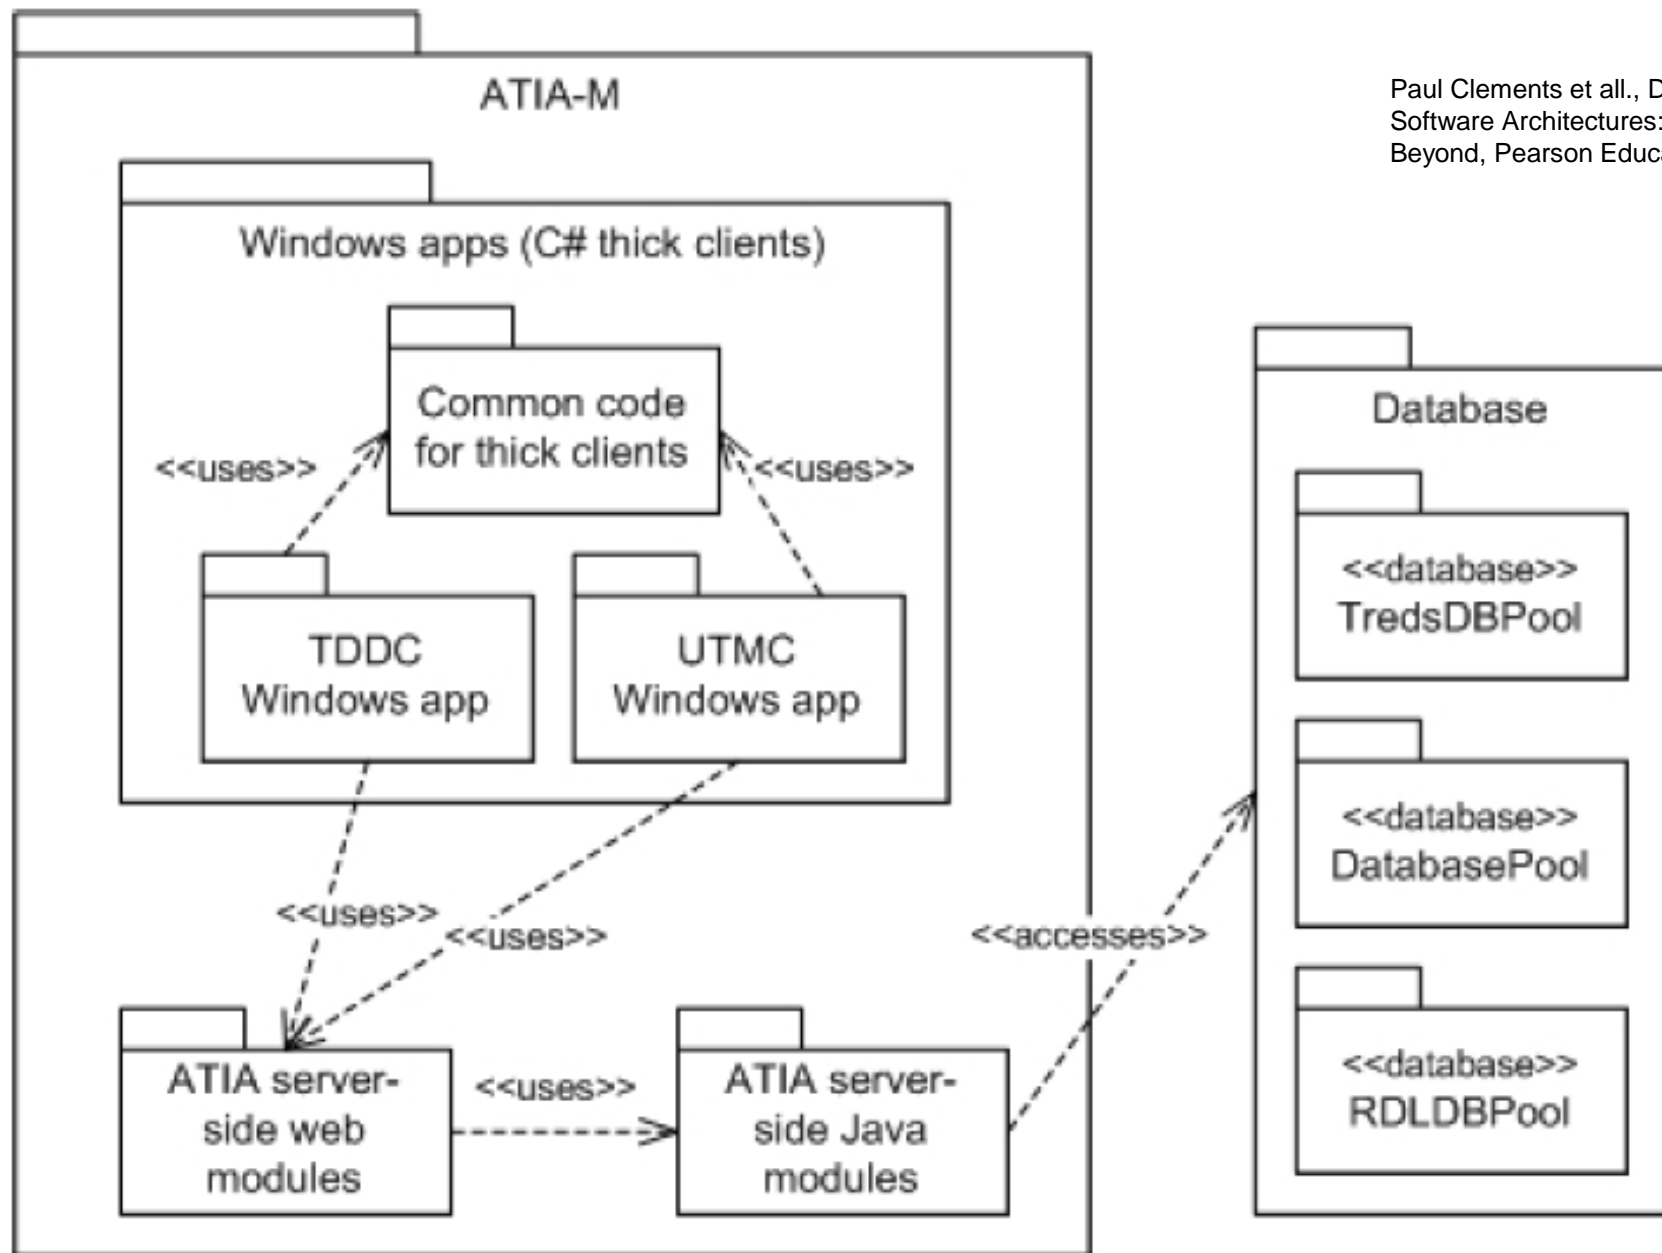 ATIA-M
Paul Clements et all., D
Software Architectures:
Beyond, Pearson Educa
Windows apps (C# thick clients)
Common code
for thick clients
<<uses>>
<<uses>>
TDDC
Windows app
UTMC
Windows app
<<uses>>
<<uses>>
<<accesses>>
ATIA server-
side web
modules
<<uses>>
ATIA server-
side Java
modules
Database
<<database>>
TredsDBPool
<<database>>
DatabasePool
<<database>>
RDLDBPool